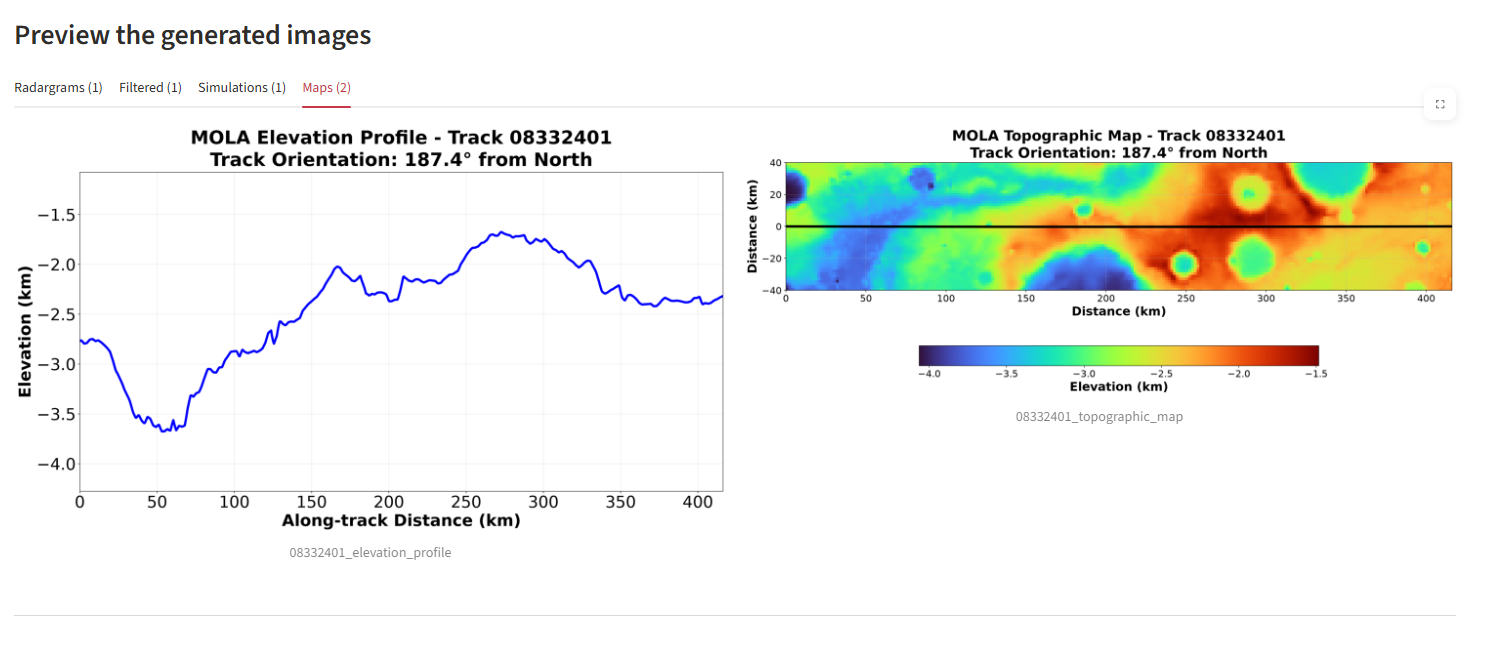 Preview the generated images
Radargrams (1) Filtered (1) Simulations (1) Maps (2)
MOLA Elevation Profile - Track 08332401
Track Orientation: 187.4° from North
−1.5
−2.0
−2.5
−3.0
−3.5
−4.0
Elevation (km)
0 50 100 150 200 250 300 350 400
Along-track Distance (km)
08332401_elevation_profile
MOLA Topographic Map - Track 08332401
Track Orientation: 187.4° from North
40
20
0
−20
−40
Distance (km)
0 50 100 150 200 250 300 350 400
Distance (km)
−4.0 −3.5 −3.0 −2.5 −2.0 −1.5
Elevation (km)
08332401_topographic_map